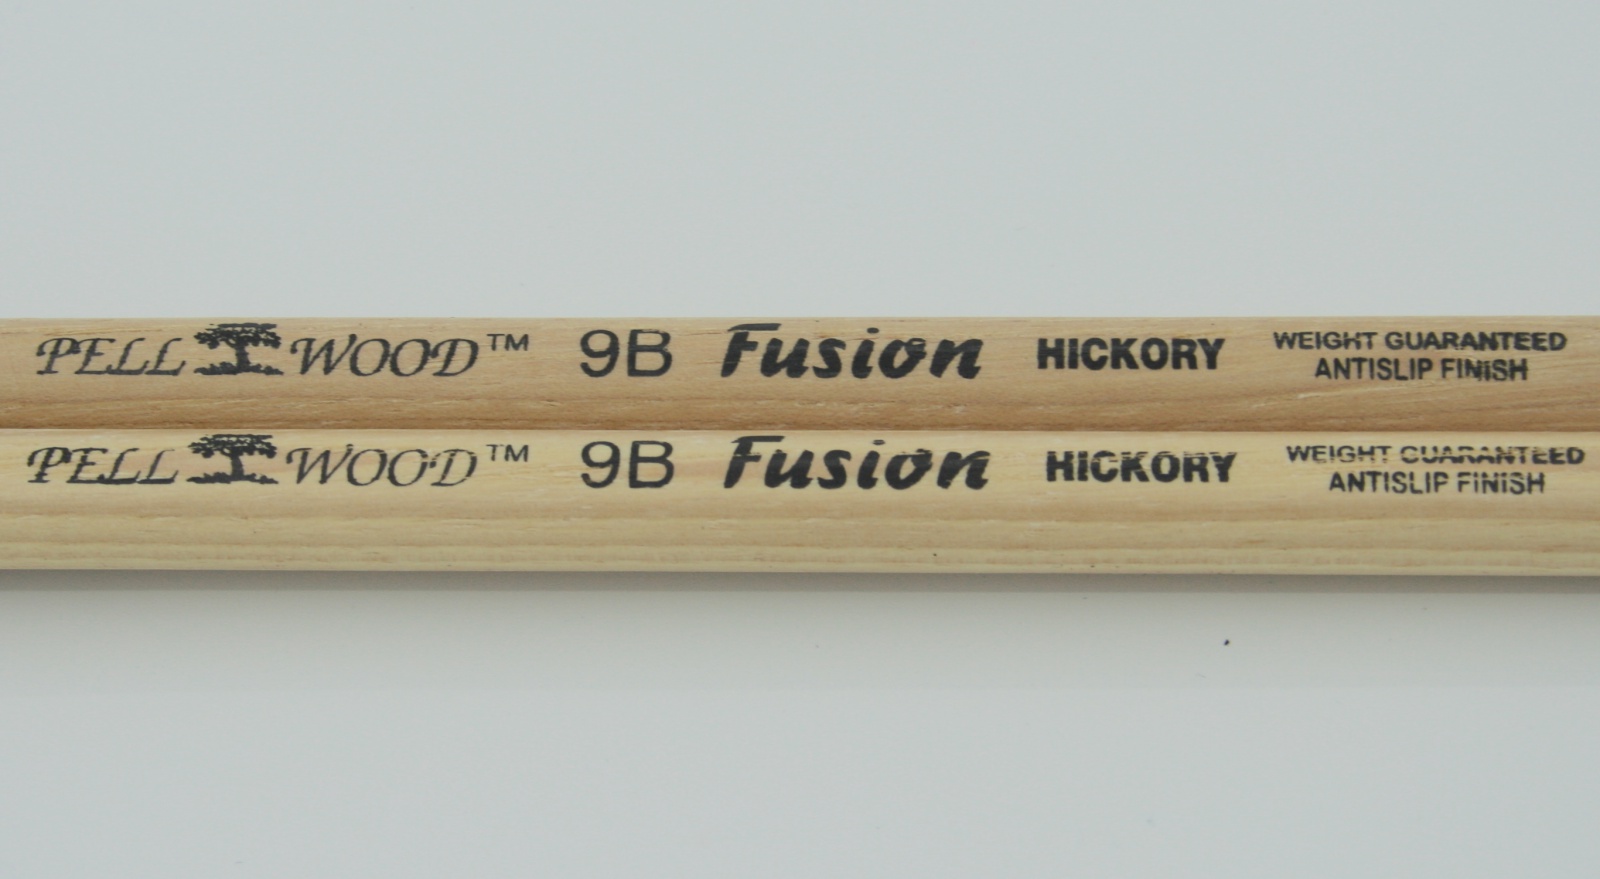 PELL WOOD™ 9B Fusion HICKORY WEIGHT GUARANTEED
ANTISLIP FINISH
PELL WOOD™ 9B Fusion HICKORY WEIGHT GUARANTEED
ANTISLIP FINISH